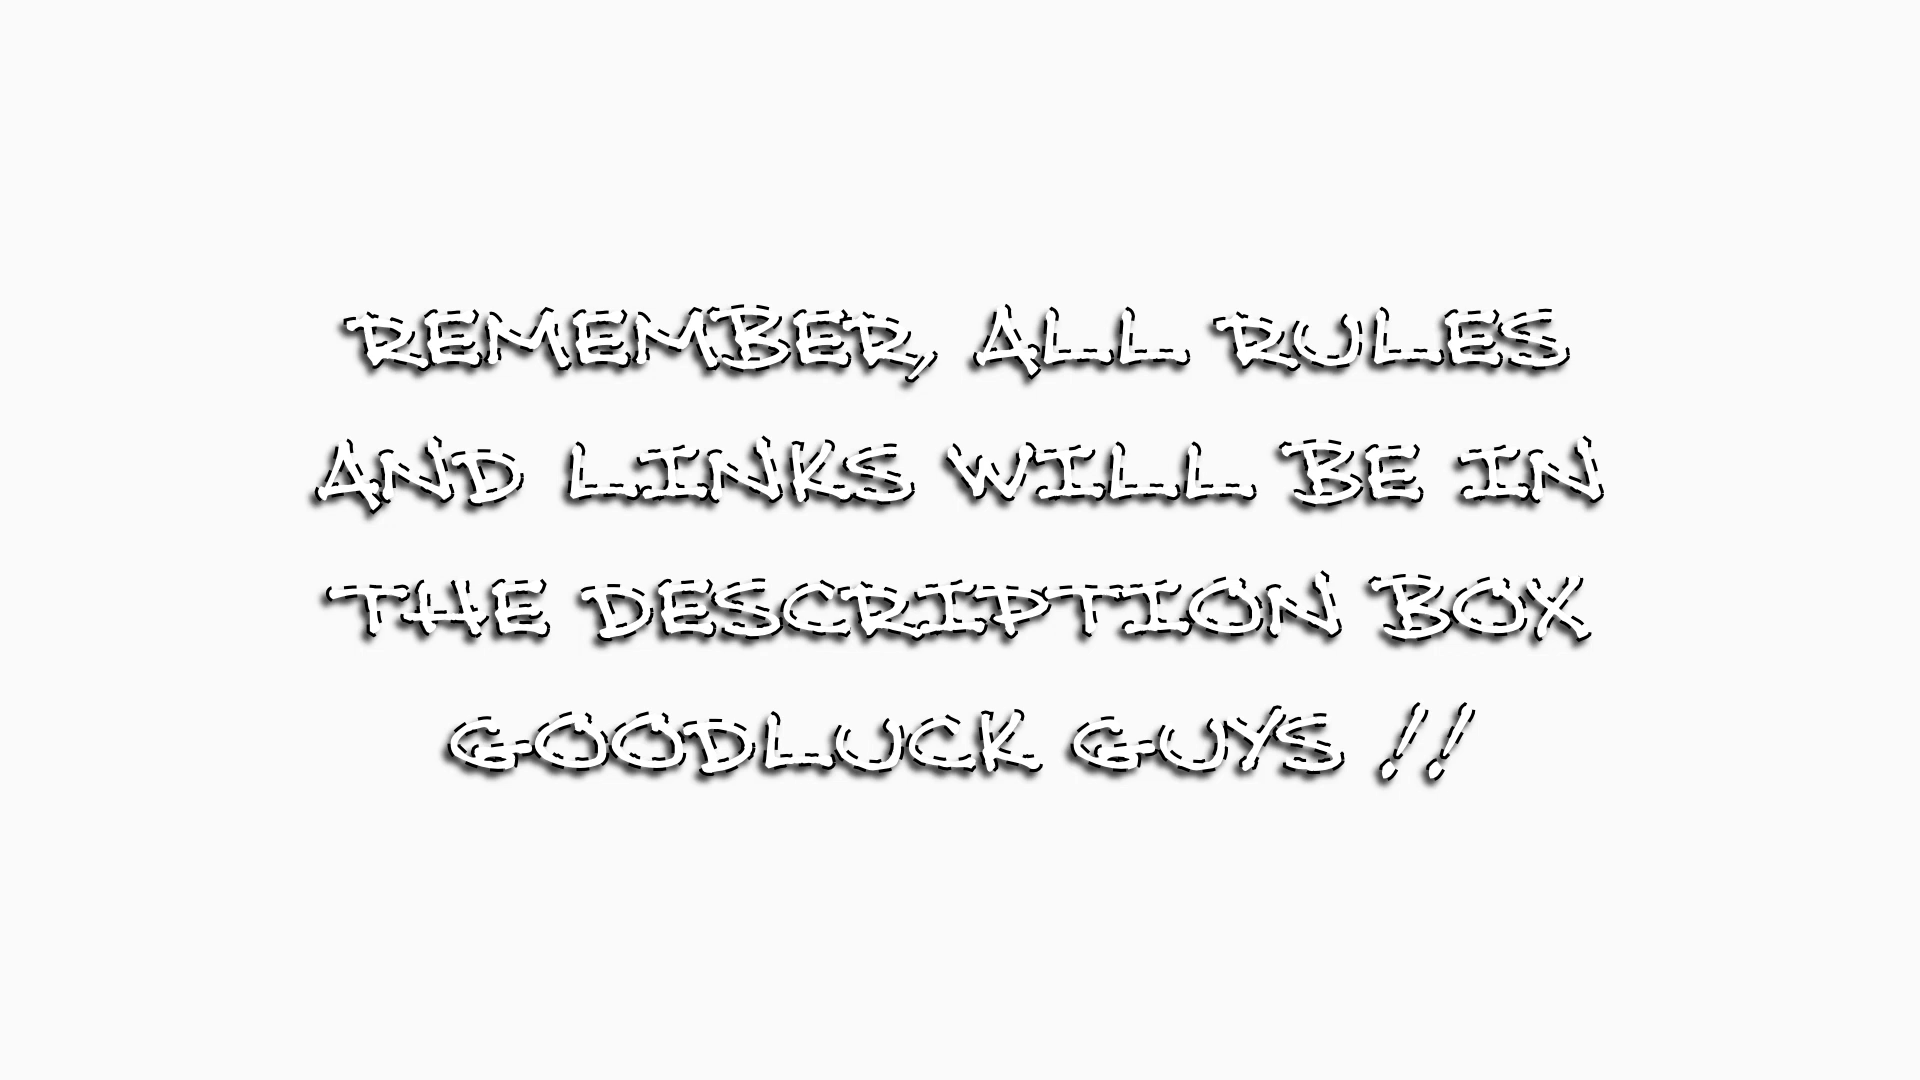 REMEMBER, ALL RULES
AND LINKS WILL BE IN
THE DESCRIPTION BOX
GOODLUCK GUYS !!